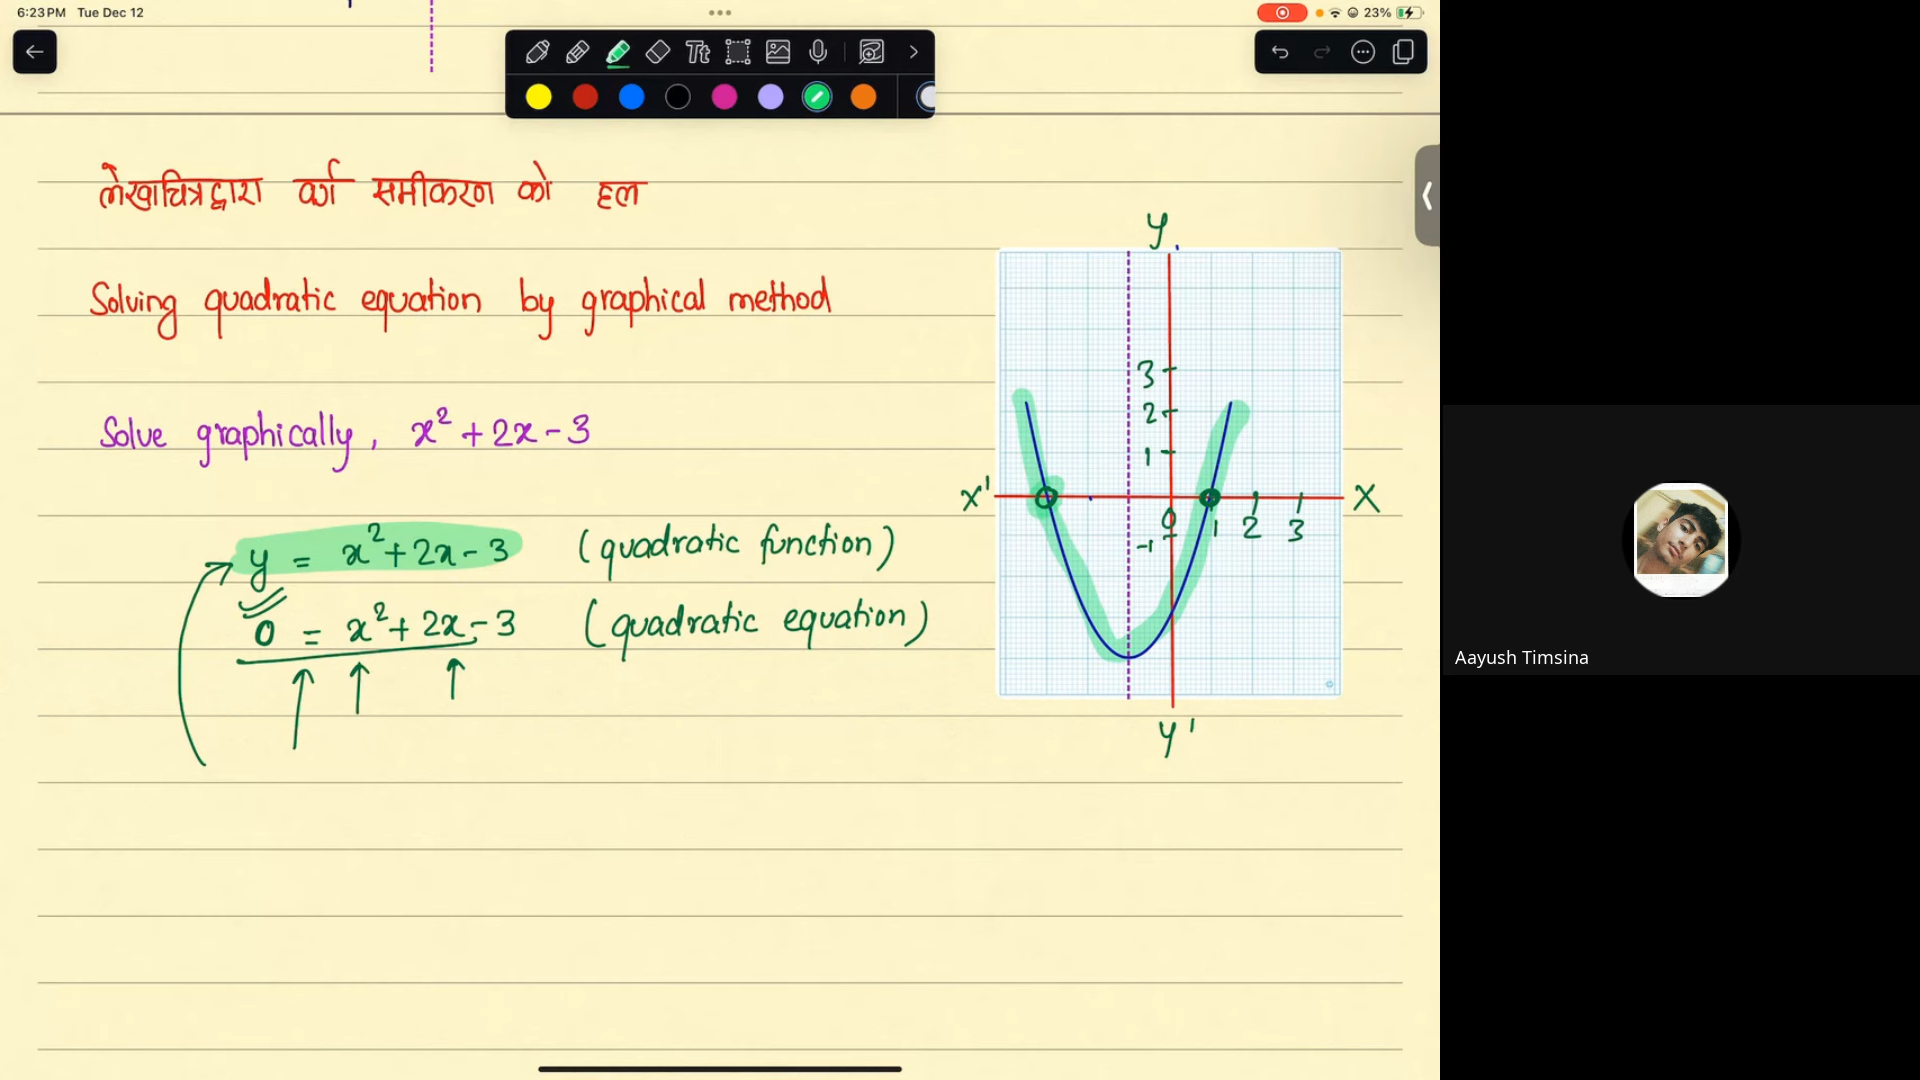 6:23 PM Tue Dec 12
23%
Tt
लेखाचित्रद्वारा वर्ग समीकरण को हल
Solving quadratic equation by graphical method
Solve graphically, x² + 2x - 3
y = x² + 2x - 3 (quadratic function)
0 = x² + 2x - 3 (quadratic equation)
y
3
2
1
X' X
0 1 2 3
-1
y'
Aayush Timsina